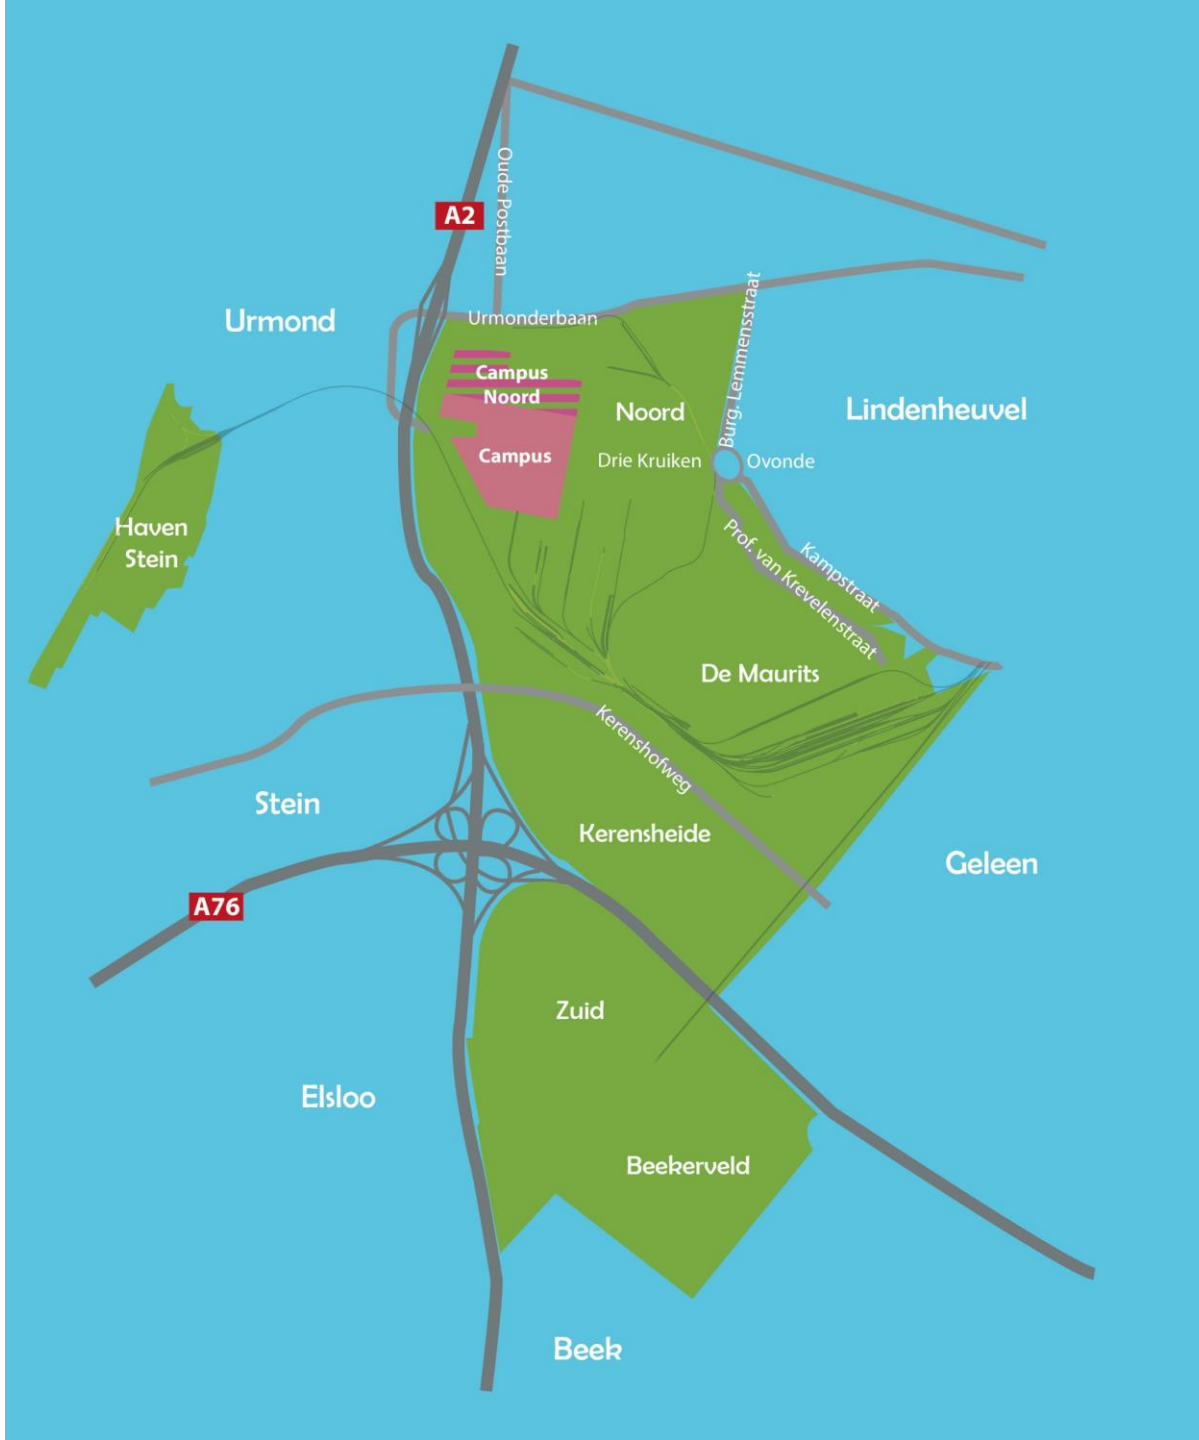 Oude Postbaan
A2
Urmond
Urmonderbaan
Burg. Lemmensstraat
Campus
Noord
Noord
Lindenheuvel
Campus
Drie Kruiken
Ovonde
Haven
Stein
Prof. van Krevelenstraat
Kampstraat
De Maurits
Kerenshofweg
Stein
Kerensheide
Geleen
A76
Zuid
Elsloo
Beekerveld
Beek